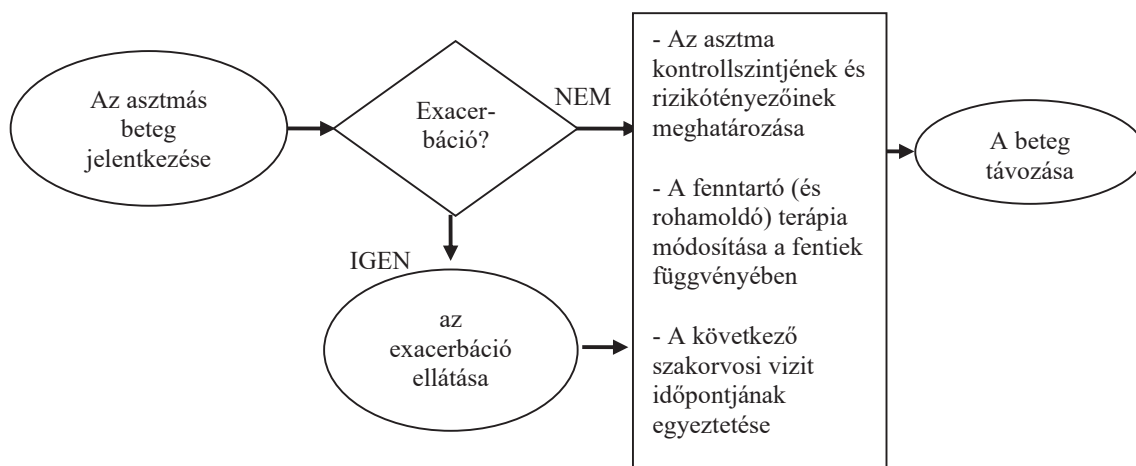 Az asztmás
beteg
jelentkezése
Exacer-
báció?
NEM
IGEN
az
exacerbáció
ellátása
- Az asztma
kontrollszintjének és
rizikótényezőinek
meghatározása
- A fenntartó (és
rohamoldó) terápia
módosítása a fentiek
függvényében
- A következő
szakorvosi vizit
időpontjának
egyeztetése
A beteg
távozása